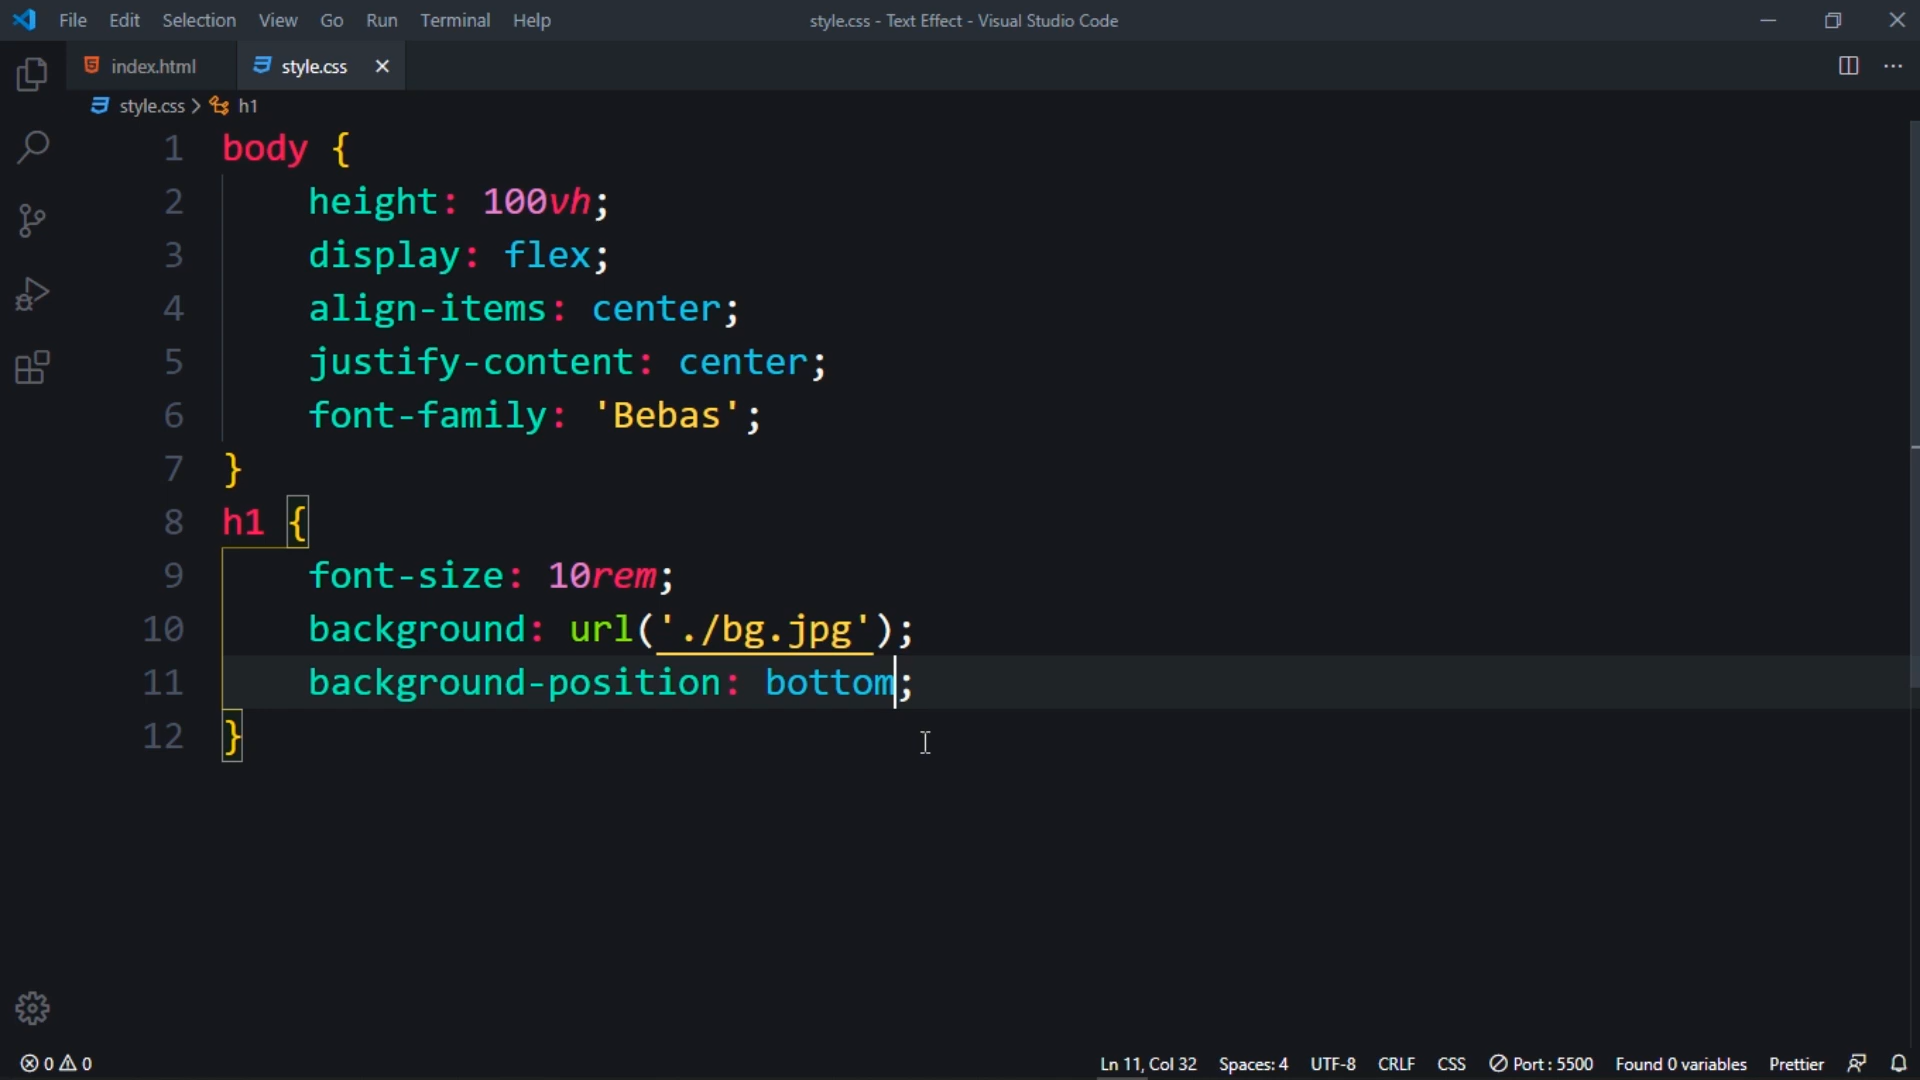 File Edit Selection View Go Run Terminal Help style.css - Text Effect - Visual Studio Code
index.html style.css
style.css > h1
1 body {
2 height: 100vh;
3 display: flex;
4 align-items: center;
5 justify-content: center;
6 font-family: 'Bebas';
7 }
8 h1 {
9 font-size: 10rem;
10 background: url('./bg.jpg');
11 background-position: bottom;
12 }
0 0 Ln 11, Col 32 Spaces: 4 UTF-8 CRLF CSS Port : 5500 Found 0 variables Prettier